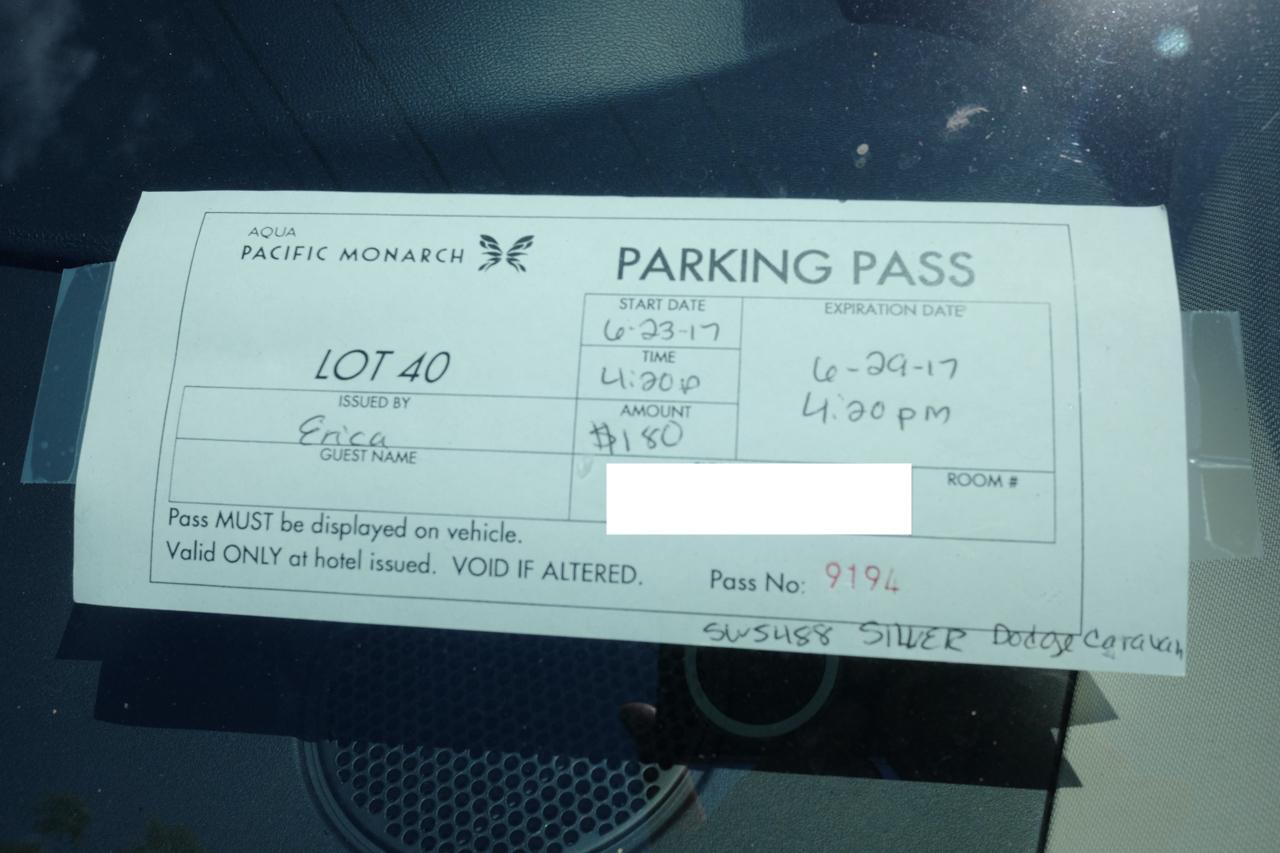 AQUA
PACIFIC MONARCH
PARKING PASS
START DATE
6-23-17
EXPIRATION DATE
6-29-17
4:20 pm
TIME
4:20p
LOT 40
ISSUED BY
Erica
AMOUNT
$180
GUEST NAME
ROOM #
Pass MUST be displayed on vehicle.
Valid ONLY at hotel issued. VOID IF ALTERED.
Pass No: 9194
SWS488 SILVER Dodge Caravan